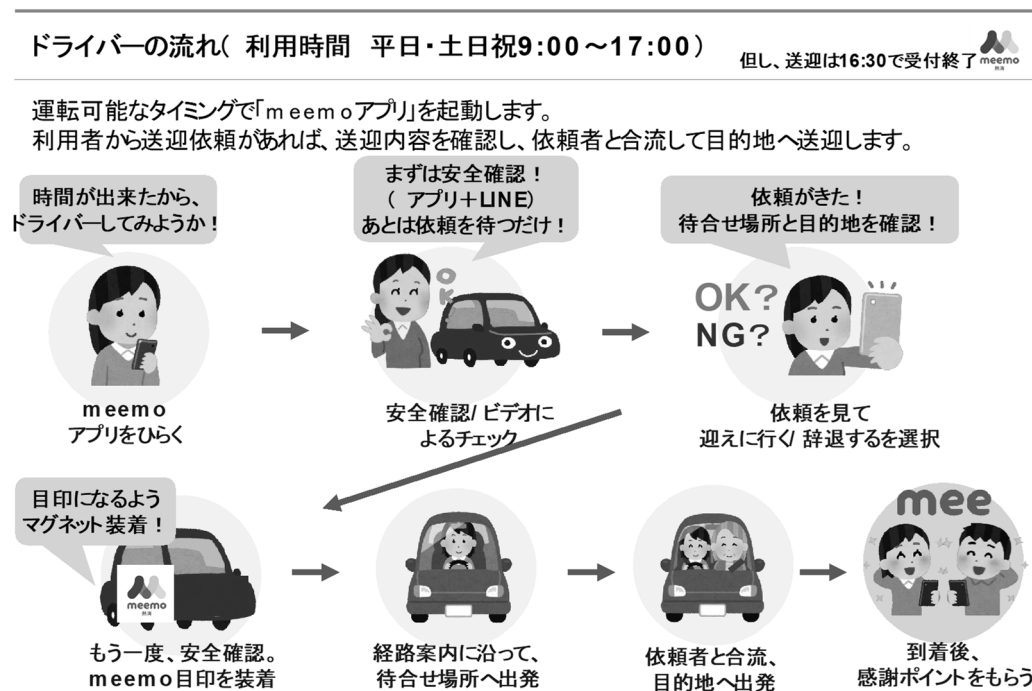 ドライバーの流れ( 利用時間 平日・土日祝9:00～17:00)
但し、送迎は16:30で受付終了
meemo
熱海
運転可能なタイミングで「meemoアプリ」を起動します。
利用者から送迎依頼があれば、送迎内容を確認し、依頼者と合流して目的地へ送迎します。
時間が出来たから、
ドライバーしてみようか！
まずは安全確認！
( アプリ＋LINE)
あとは依頼を待つだけ！
依頼がきた！
待合せ場所と目的地を確認！
OK
OK?
NG?
meemo
アプリをひらく
安全確認/ビデオに
よるチェック
依頼を見て
迎えに行く/辞退するを選択
目印になるよう
マグネット装着！
meemo
熱海
mee
もう一度、安全確認。
meemo目印を装着
経路案内に沿って、
待合せ場所へ出発
依頼者と合流、
目的地へ出発
到着後、
感謝ポイントをもらう